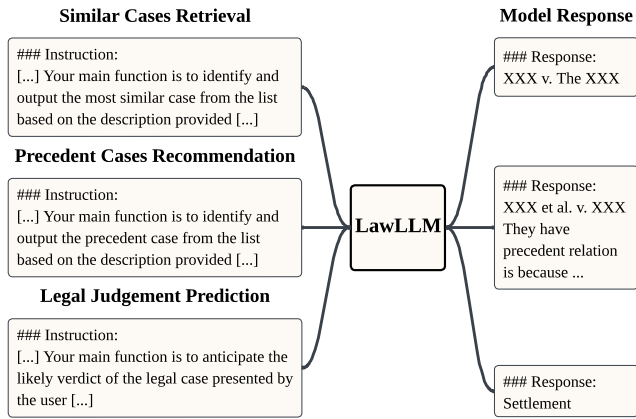 Similar Cases Retrieval
### Instruction:
[...] Your main function is to identify and
output the most similar case from the list
based on the description provided [...]
Precedent Cases Recommendation
### Instruction:
[...] Your main function is to identify and
output the precedent case from the list
based on the description provided [...]
Legal Judgement Prediction
### Instruction:
[...] Your main function is to anticipate the
likely verdict of the legal case presented by
the user [...]
LawLLM
Model Response
### Response:
XXX v. The XXX
### Response:
XXX et al. v. XXX
They have
precedent relation
is because ...
### Response:
Settlement